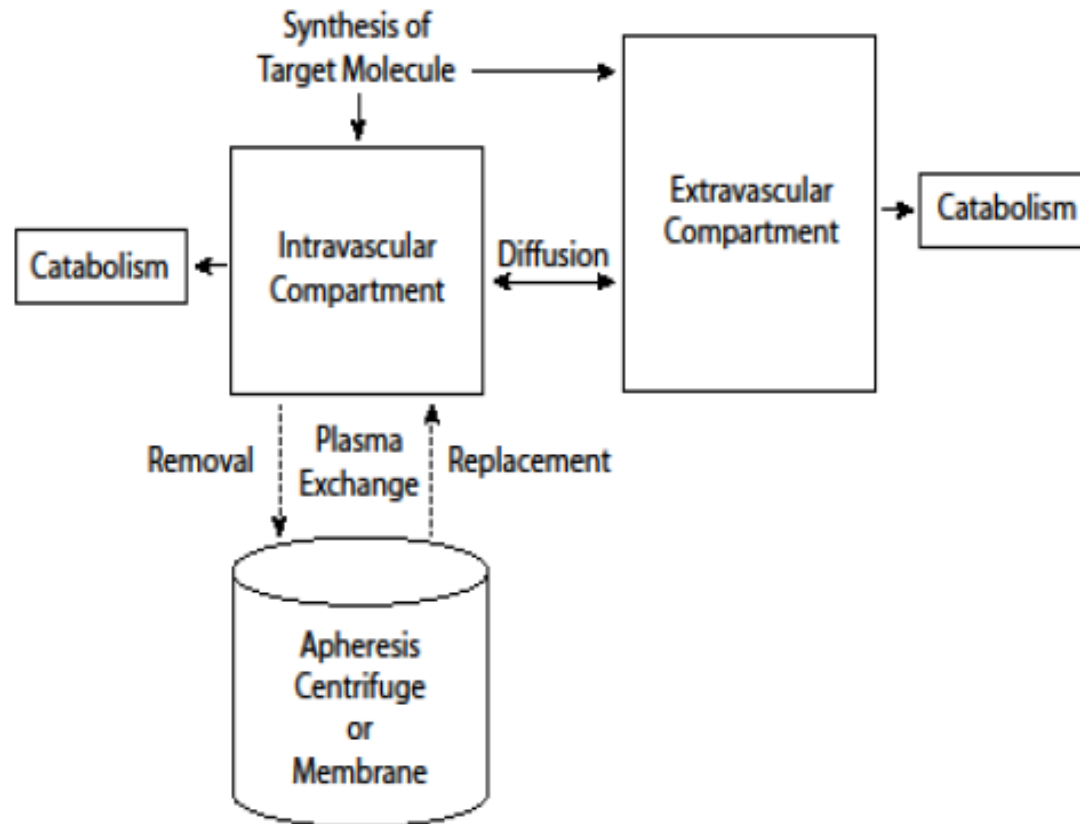 Synthesis of
Target Molecule
Extravascular
Compartment
Catabolism
Intravascular
Compartment
Diffusion
Catabolism
Removal
Plasma
Exchange
Replacement
Apheresis
Centrifuge
or
Membrane